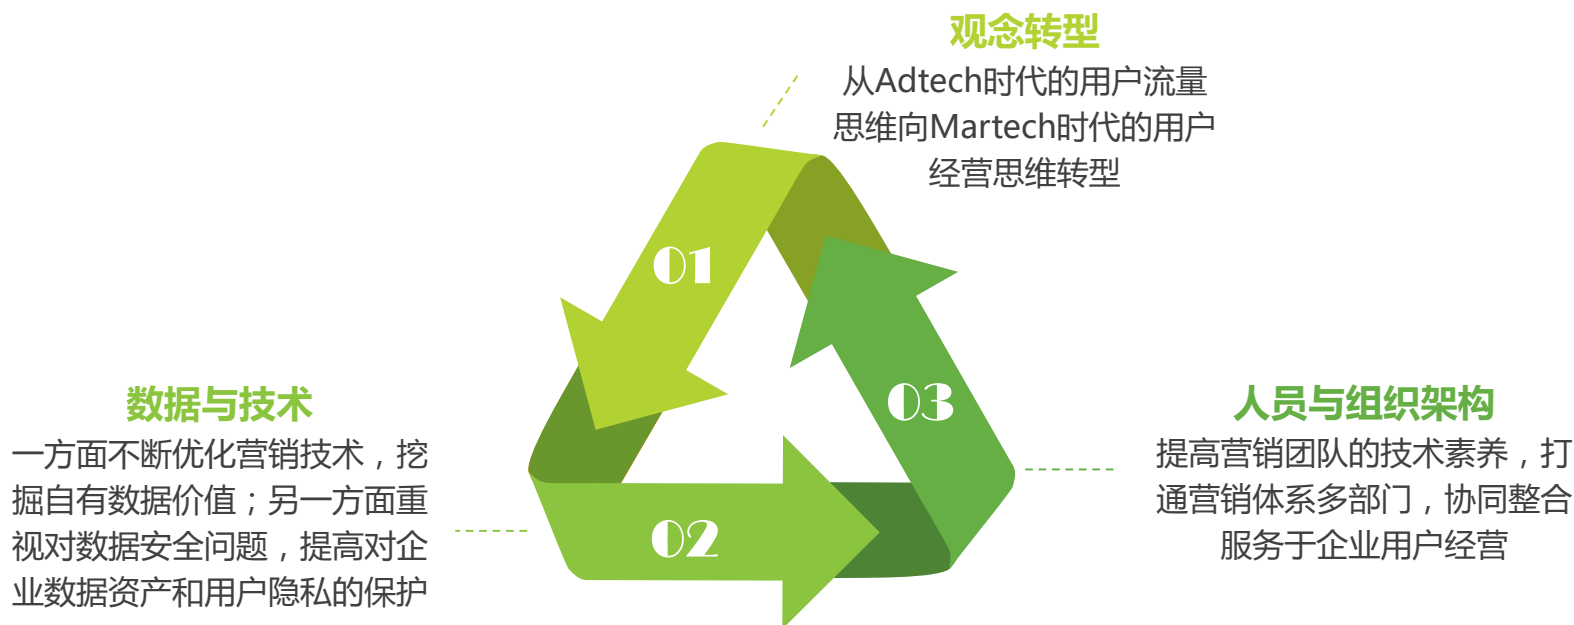 观念转型
从Adtech时代的用户流量
思维向Martech时代的用户
经营思维转型
01
数据与技术
一方面不断优化营销技术，挖
掘自有数据价值；另一方面重
视对数据安全问题，提高对企
业数据资产和用户隐私的保护
02
03
人员与组织架构
提高营销团队的技术素养，打
通营销体系多部门，协同整合
服务于企业用户经营